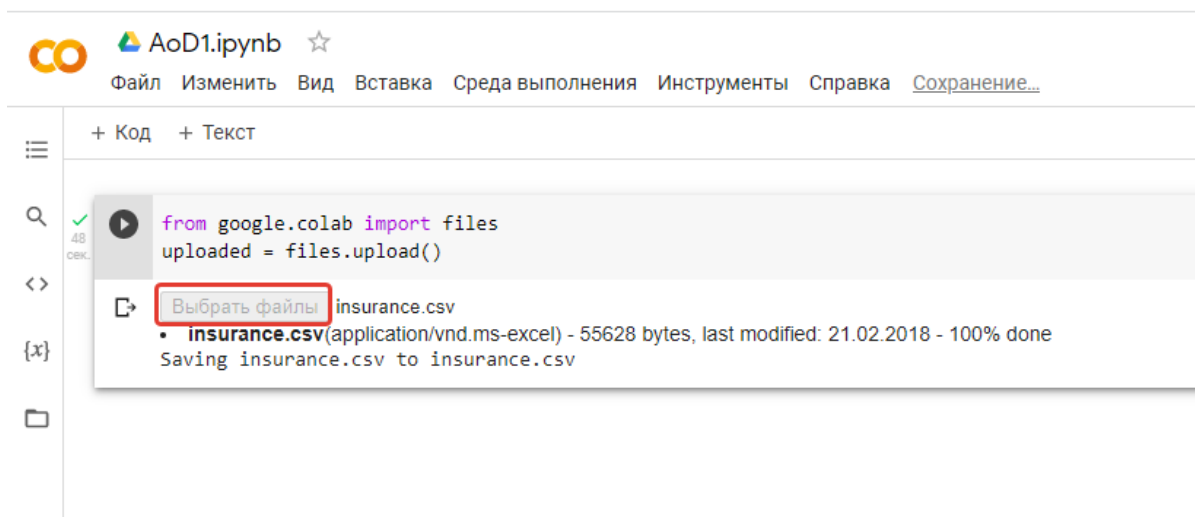 AoD1.ipynb
Файл Изменить Вид Вставка Среда выполнения Инструменты Справка Сохранение...
+ Код + Текст
from google.colab import files
48
сек.
uploaded = files.upload()
Выбрать файлы insurance.csv
• insurance.csv(application/vnd.ms-excel) - 55628 bytes, last modified: 21.02.2018 - 100% done
{x}
Saving insurance.csv to insurance.csv